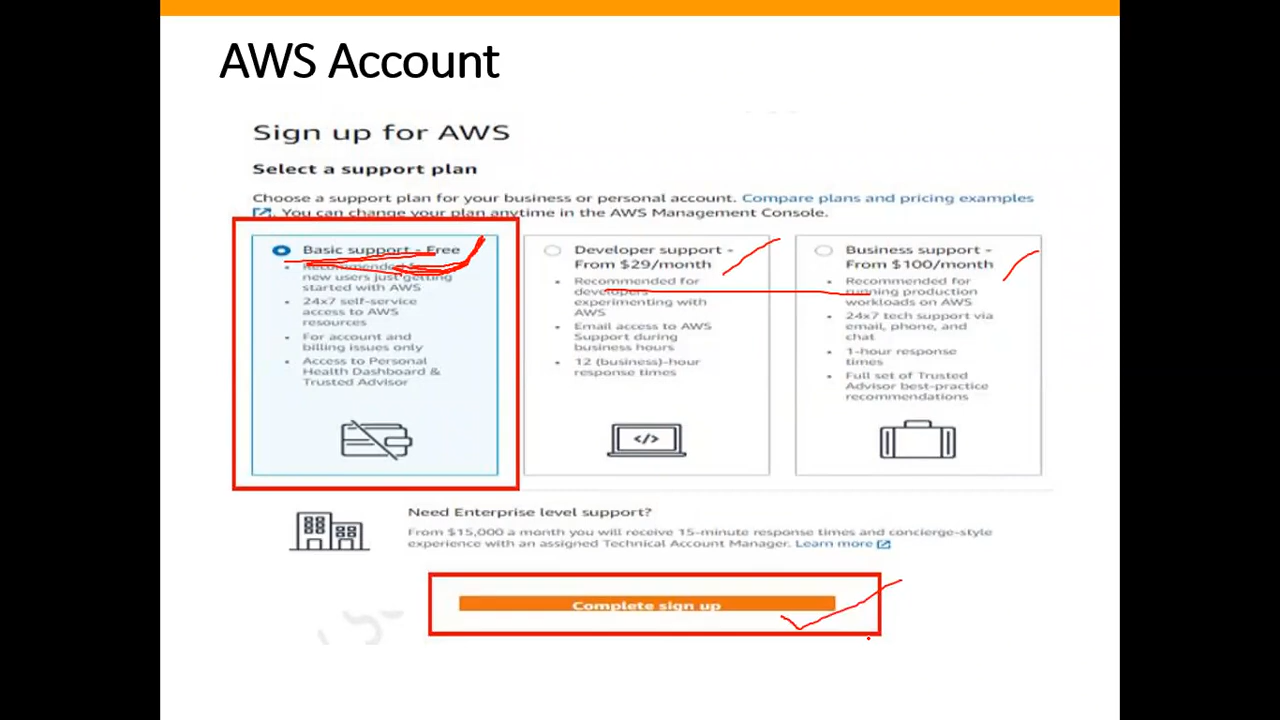 AWS Account
Sign up for AWS
Select a support plan
Choose a support plan for your business or personal account. Compare plans and pricing examples
. You can change your plan anytime in the AWS Management Console.
Basic support - Free
• Recommended for
new users just getting
started with AWS
• 24x7 self-service
access to AWS
resources
• For account and
billing issues only
• Access to Personal
Health Dashboard &
Trusted Advisor
Developer support -
From $29/month
• Recommended for
developers
experimenting with
AWS
• Email access to AWS
Support during
business hours
• 12 (business)-hour
response times
</>
Business support -
From $100/month
• Recommended for
running production
workloads on AWS
• 24x7 tech support via
email, phone, and
chat
• 1-hour response
times
• Full set of Trusted
Advisor best-practice
recommendations
Need Enterprise level support?
From $15,000 a month you will receive 15-minute response times and concierge-style
experience with an assigned Technical Account Manager. Learn more
Complete sign up